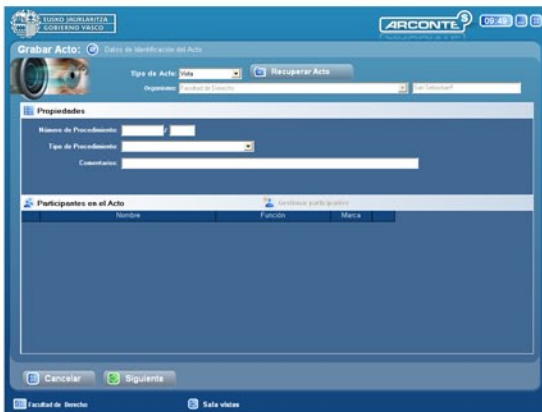 EUSKO JAURLARITZA
GOBIERNO VASCO
ARCONTE S
09:49
Grabar Acto: Datos de Identificación del Acto
Tipo de Acto: Vista Recuperar Acto
Organismo: Facultad de Derecho San Sebastian*
Propiedades
Número de Procedimiento: /
Tipo de Procedimiento:
Comentarios:
Participantes en el Acto Gestionar participantes
Nombre Función Marca
Cancelar Siguiente
Facultad de Derecho Sala vistas